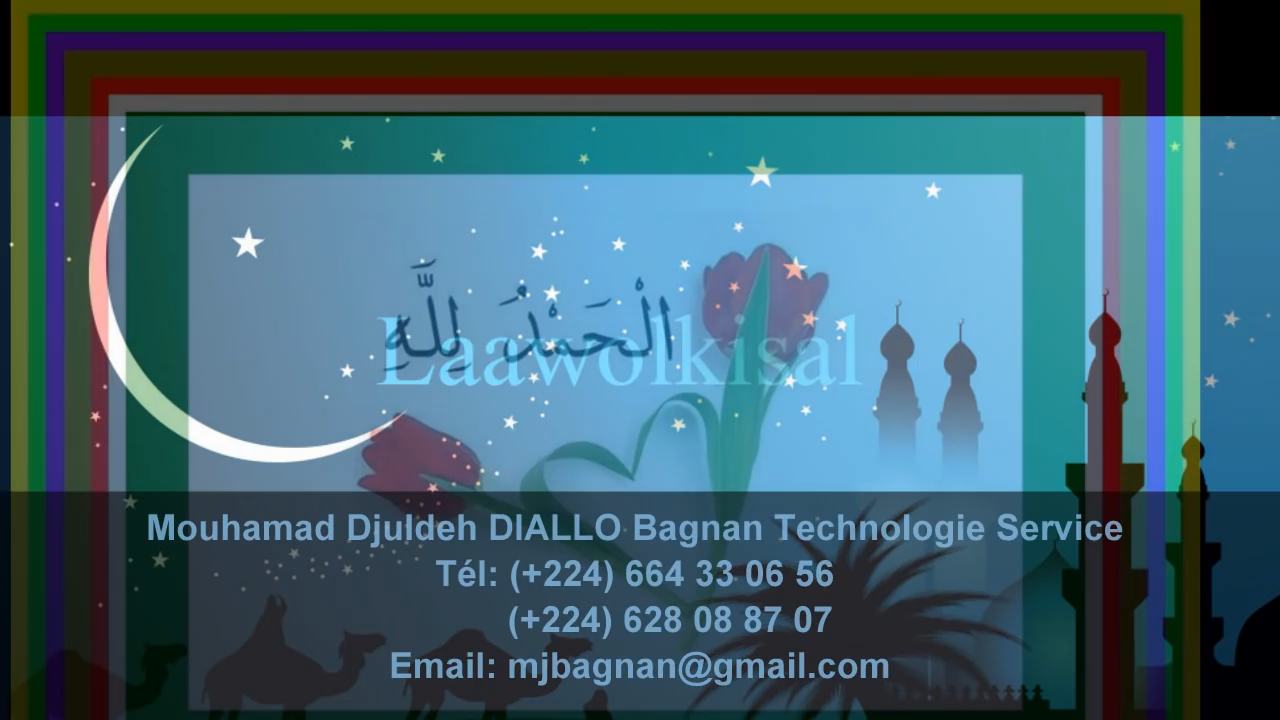 الْحَمْدُ لِلَّهِ
Laawolkisal
Mouhamad Djuldeh DIALLO Bagnan Technologie Service
Tél: (+224) 664 33 06 56
(+224) 628 08 87 07
Email: mjbagnan@gmail.com